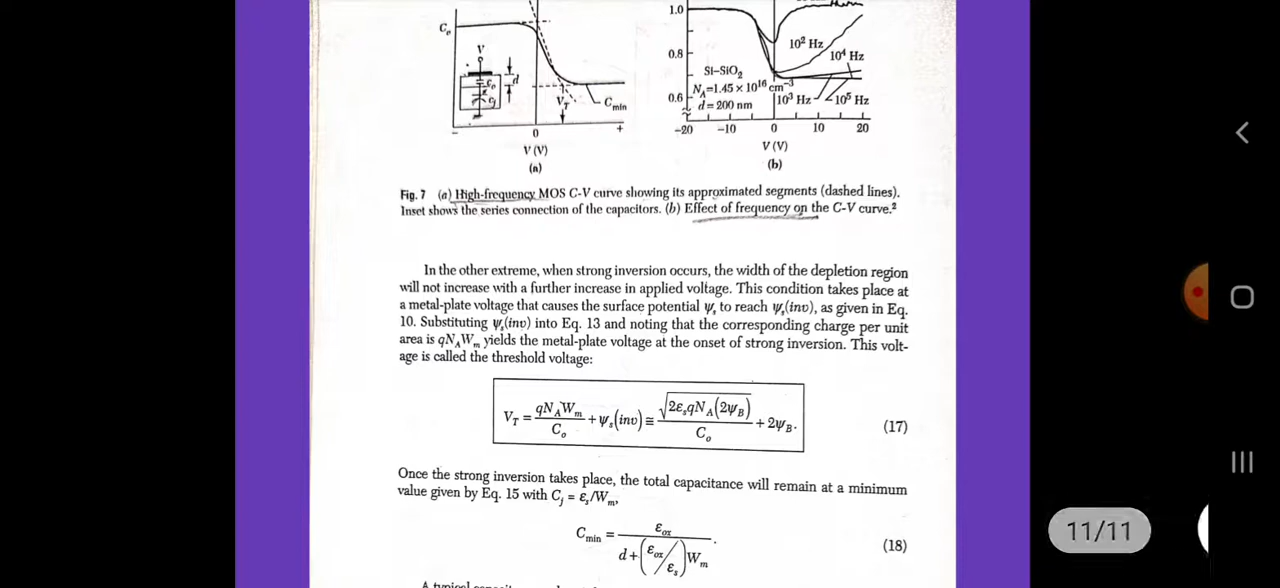 C₀
V
C₀
Cj
d
V_T
C_min
−
0
+
V (V)
(a)
1.0
0.8
0.6
10² Hz
10⁴ Hz
Si–SiO₂
N_A=1.45 × 10¹⁶ cm⁻³
d = 200 nm
10³ Hz
10⁵ Hz
−20 −10 0 10 20
V (V)
(b)
Fig. 7 (a) High-frequency MOS C-V curve showing its approximated segments (dashed lines).
Inset shows the series connection of the capacitors. (b) Effect of frequency on the C-V curve.²
In the other extreme, when strong inversion occurs, the width of the depletion region
will not increase with a further increase in applied voltage. This condition takes place at
a metal-plate voltage that causes the surface potential ψ_s to reach ψ_s(inv), as given in Eq.
10. Substituting ψ_s(inv) into Eq. 13 and noting that the corresponding charge per unit
area is qN_AW_m yields the metal-plate voltage at the onset of strong inversion. This volt-
age is called the threshold voltage:
V_T = qN_AW_m / C_o + ψ_s(inv) ≅ √(2ε_s qN_A(2ψ_B)) / C_o + 2ψ_B. (17)
Once the strong inversion takes place, the total capacitance will remain at a minimum
value given by Eq. 15 with C_j = ε_s/W_m,
C_min = ε_ox / (d + (ε_ox/ε_s) W_m). (18)
A typical
11/11